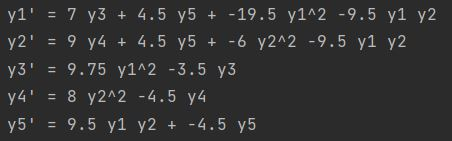 y1' = 7 y3 + 4.5 y5 + -19.5 y1^2 -9.5 y1 y2
y2' = 9 y4 + 4.5 y5 + -6 y2^2 -9.5 y1 y2
y3' = 9.75 y1^2 -3.5 y3
y4' = 8 y2^2 -4.5 y4
y5' = 9.5 y1 y2 + -4.5 y5